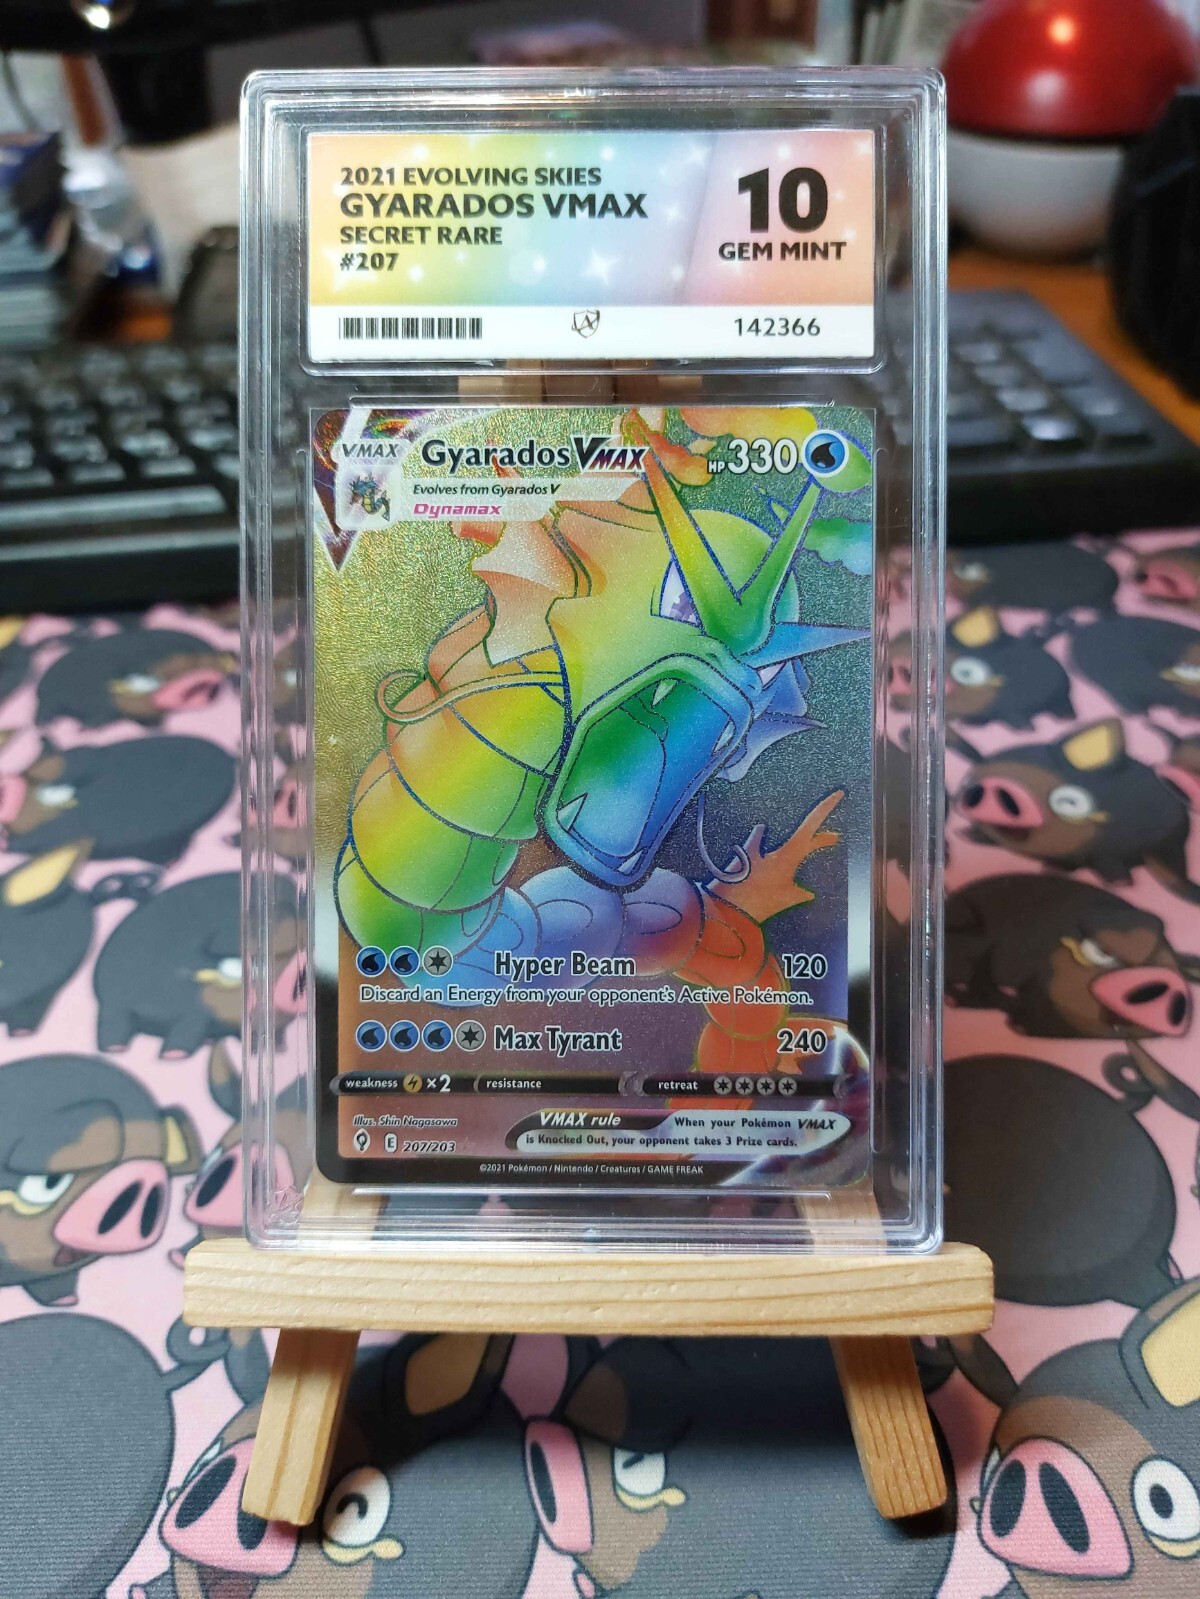 2021 EVOLVING SKIES
GYARADOS VMAX
SECRET RARE
#207
10
GEM MINT
142366
VMAX Gyarados VMAX HP 330
Evolves from Gyarados V
Dynamax
Hyper Beam 120
Discard an Energy from your opponent's Active Pokémon.
Max Tyrant 240
weakness ×2 resistance retreat
Illus. Shin Nagasawa
VMAX rule When your Pokémon VMAX
is Knocked Out, your opponent takes 3 Prize cards.
E 207/203
©2021 Pokémon / Nintendo / Creatures / GAME FREAK